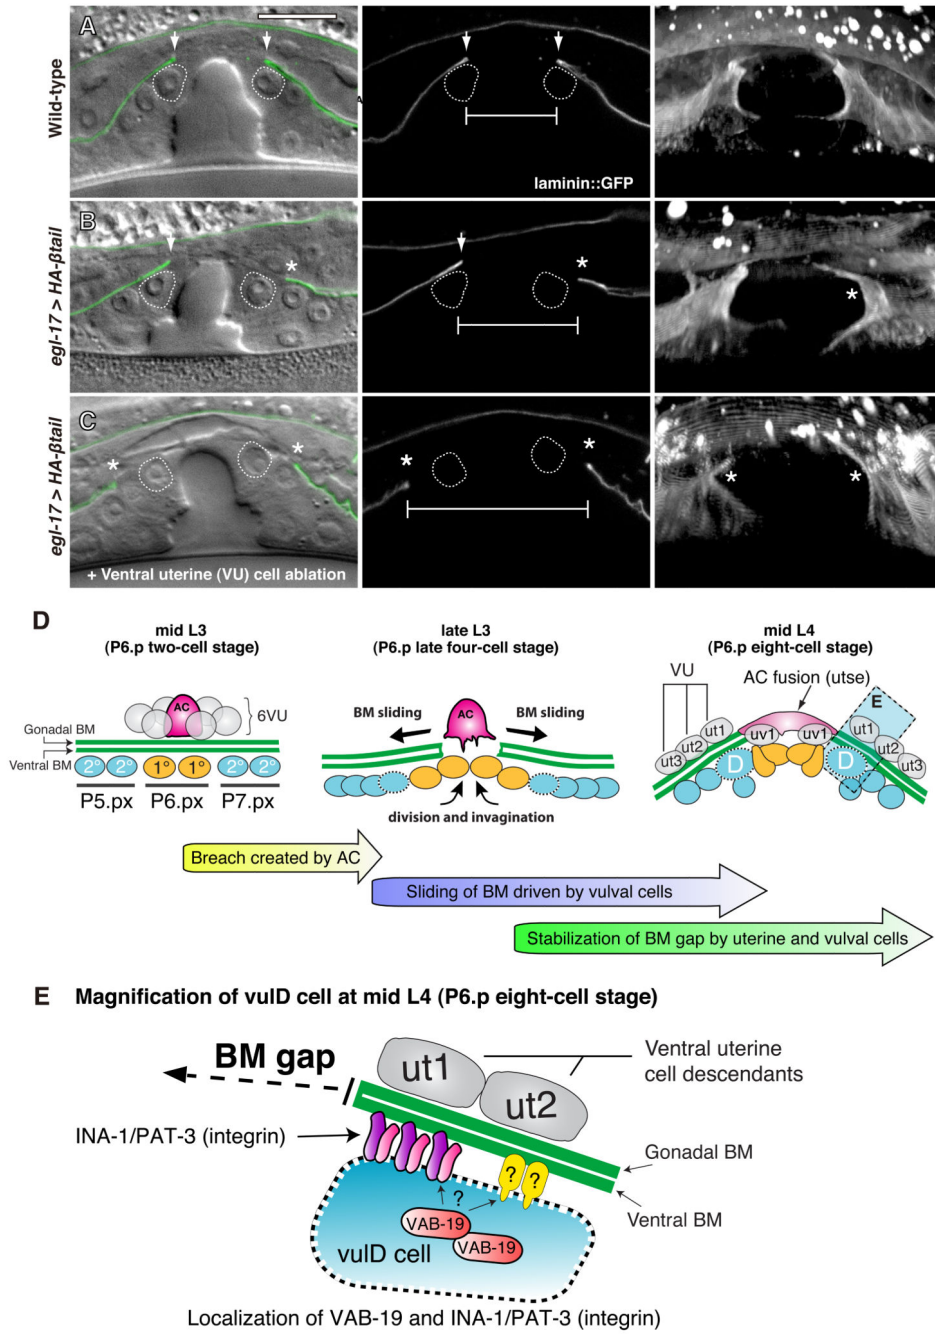 A
Wild-type
laminin::GFP
B
egl-17 > HA-βtail
*
*
*
C
egl-17 > HA-βtail
*
*
*
*
*
*
+ Ventral uterine (VU) cell ablation
D
mid L3
(P6.p two-cell stage)
late L3
(P6.p late four-cell stage)
mid L4
(P6.p eight-cell stage)
AC
6VU
Gonadal BM
Ventral BM
2° 2° 1° 1° 2° 2°
P5.px P6.px P7.px
BM sliding
AC
BM sliding
division and invagination
VU
AC fusion (utse)
E
ut1
ut2
ut3
uv1
uv1
ut1
ut2
ut3
D
D
Breach created by AC
Sliding of BM driven by vulval cells
Stabilization of BM gap by uterine and vulval cells
E Magnification of vulD cell at mid L4 (P6.p eight-cell stage)
BM gap
ut1
ut2
Ventral uterine
cell descendants
INA-1/PAT-3 (integrin)
Gonadal BM
Ventral BM
? ?
?
VAB-19
VAB-19
vulD cell
Localization of VAB-19 and INA-1/PAT-3 (integrin)